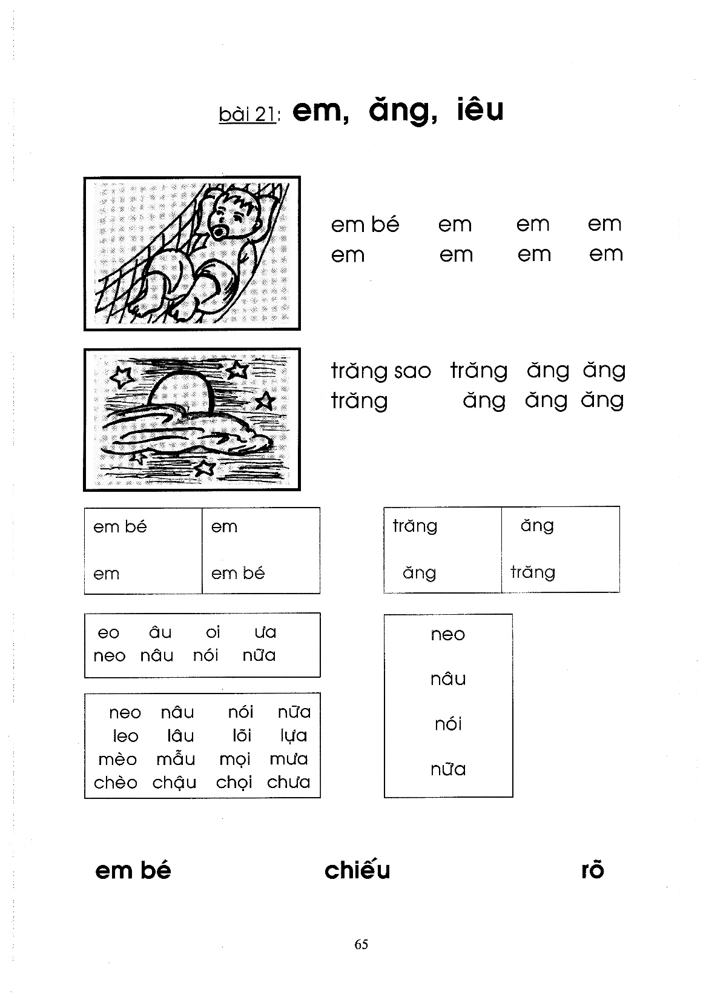 bài 21: em, ăng, iêu
em bé em em em
em em em em
trăng sao trăng ăng ăng
trăng ăng ăng ăng
em bé em
em em bé
trăng ăng
ăng trăng
eo âu oi ưa
neo nâu nói nữa
neo nâu nói nữa
leo lâu lõi lựa
mèo mẫu mọi mưa
chèo chậu chọi chưa
neo
nâu
nói
nữa
em bé chiếu rõ
65